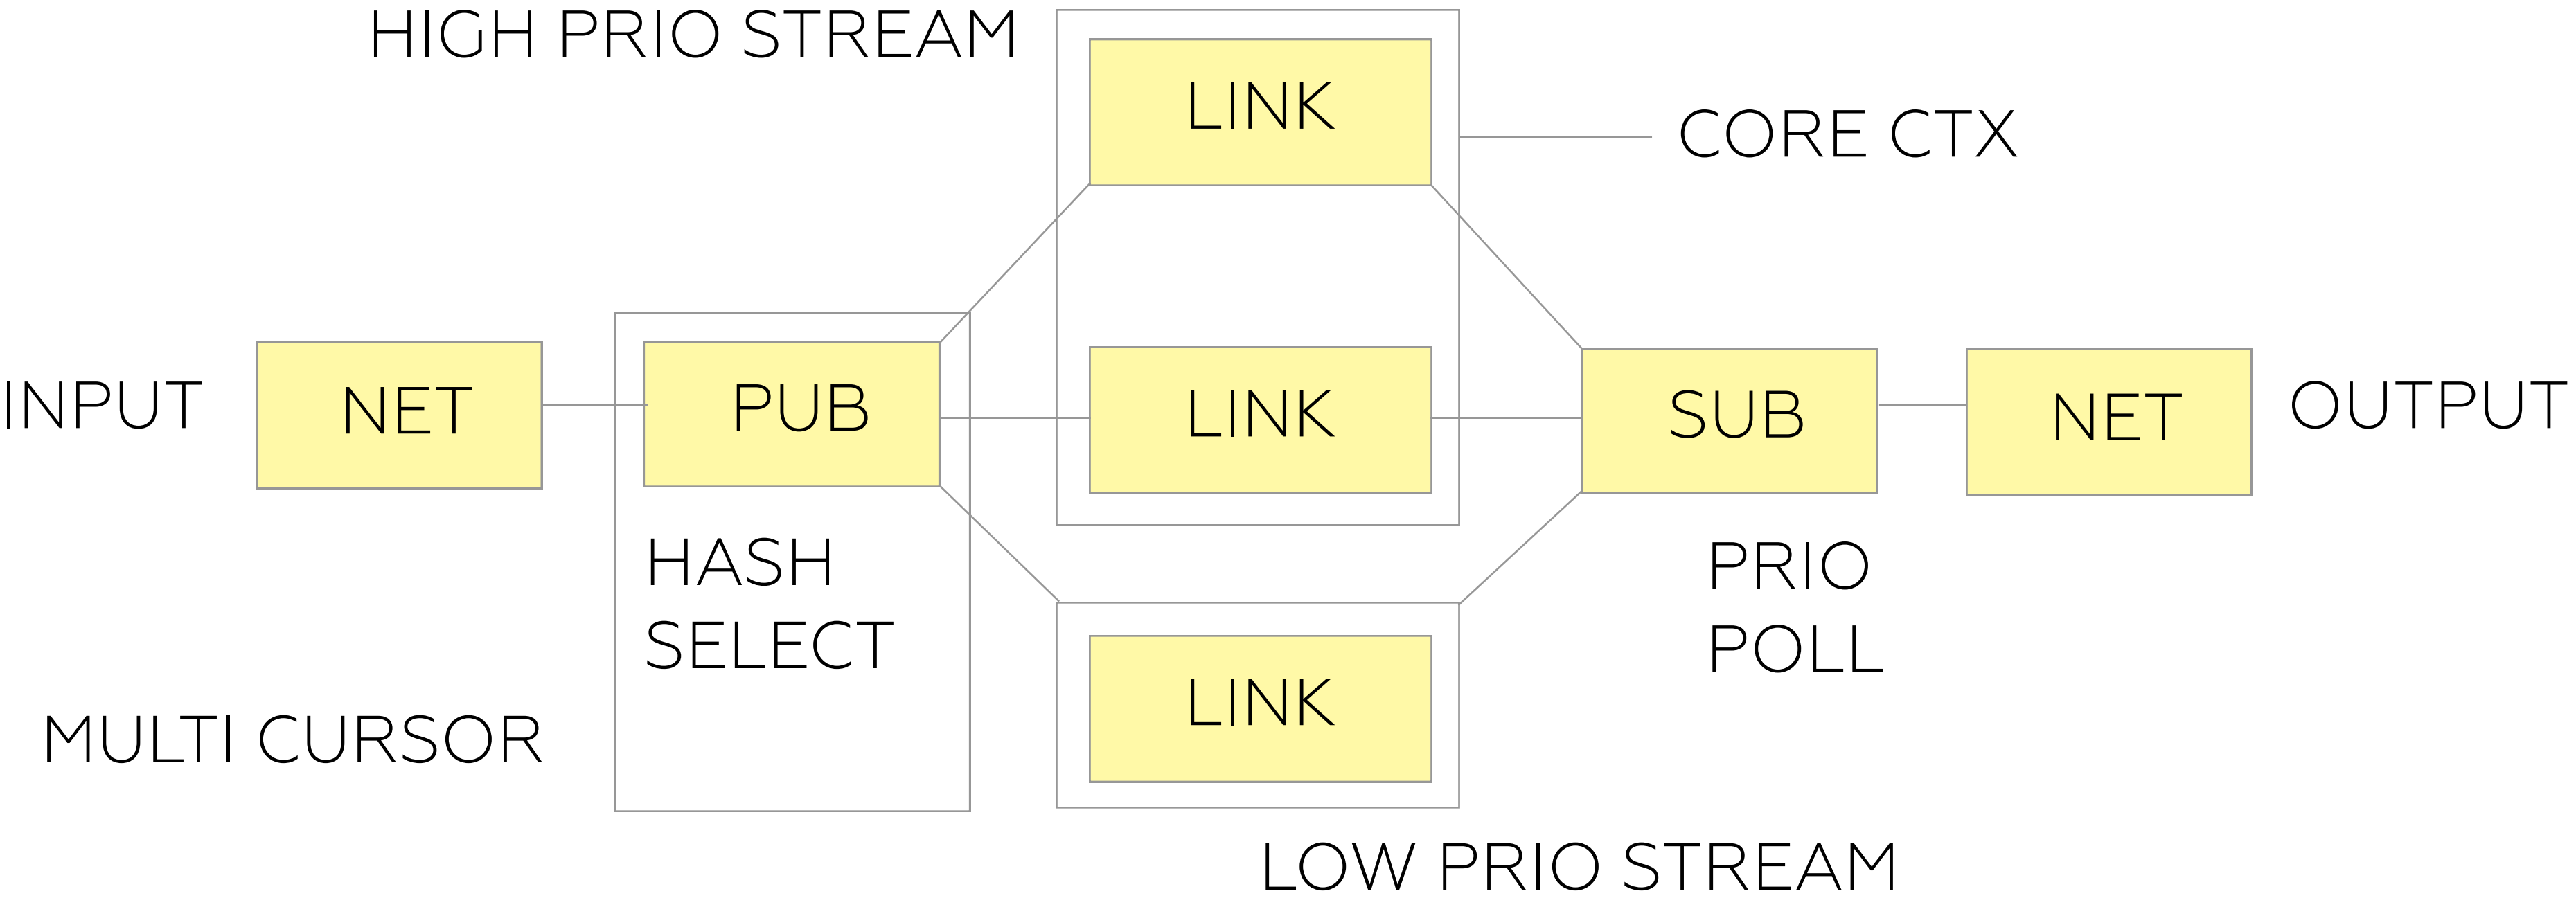 HIGH PRIO STREAM
LINK
CORE CTX
INPUT
NET
PUB
LINK
SUB
NET
OUTPUT
HASH
SELECT
PRIO
POLL
MULTI CURSOR
LINK
LOW PRIO STREAM